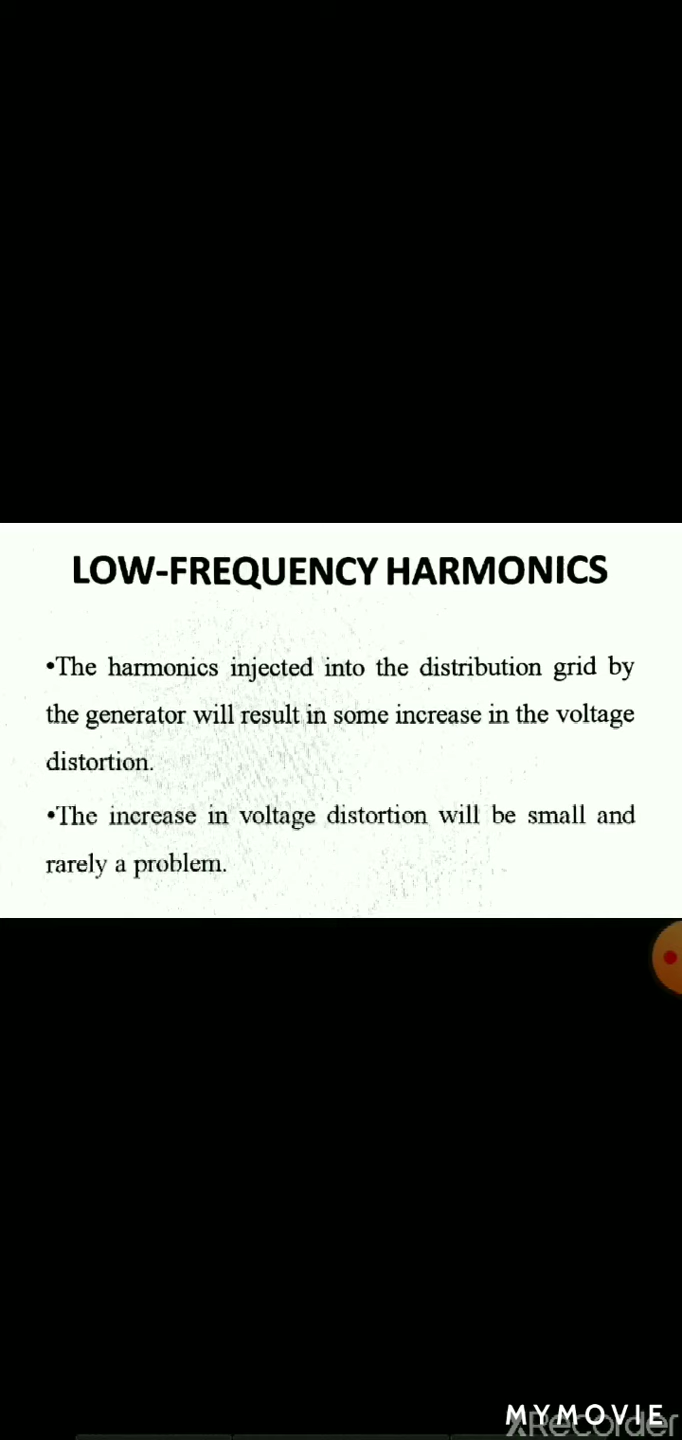 LOW-FREQUENCY HARMONICS
•The harmonics injected into the distribution grid by
the generator will result in some increase in the voltage
distortion.
•The increase in voltage distortion will be small and
rarely a problem.
MYMOVIE
XRecorder